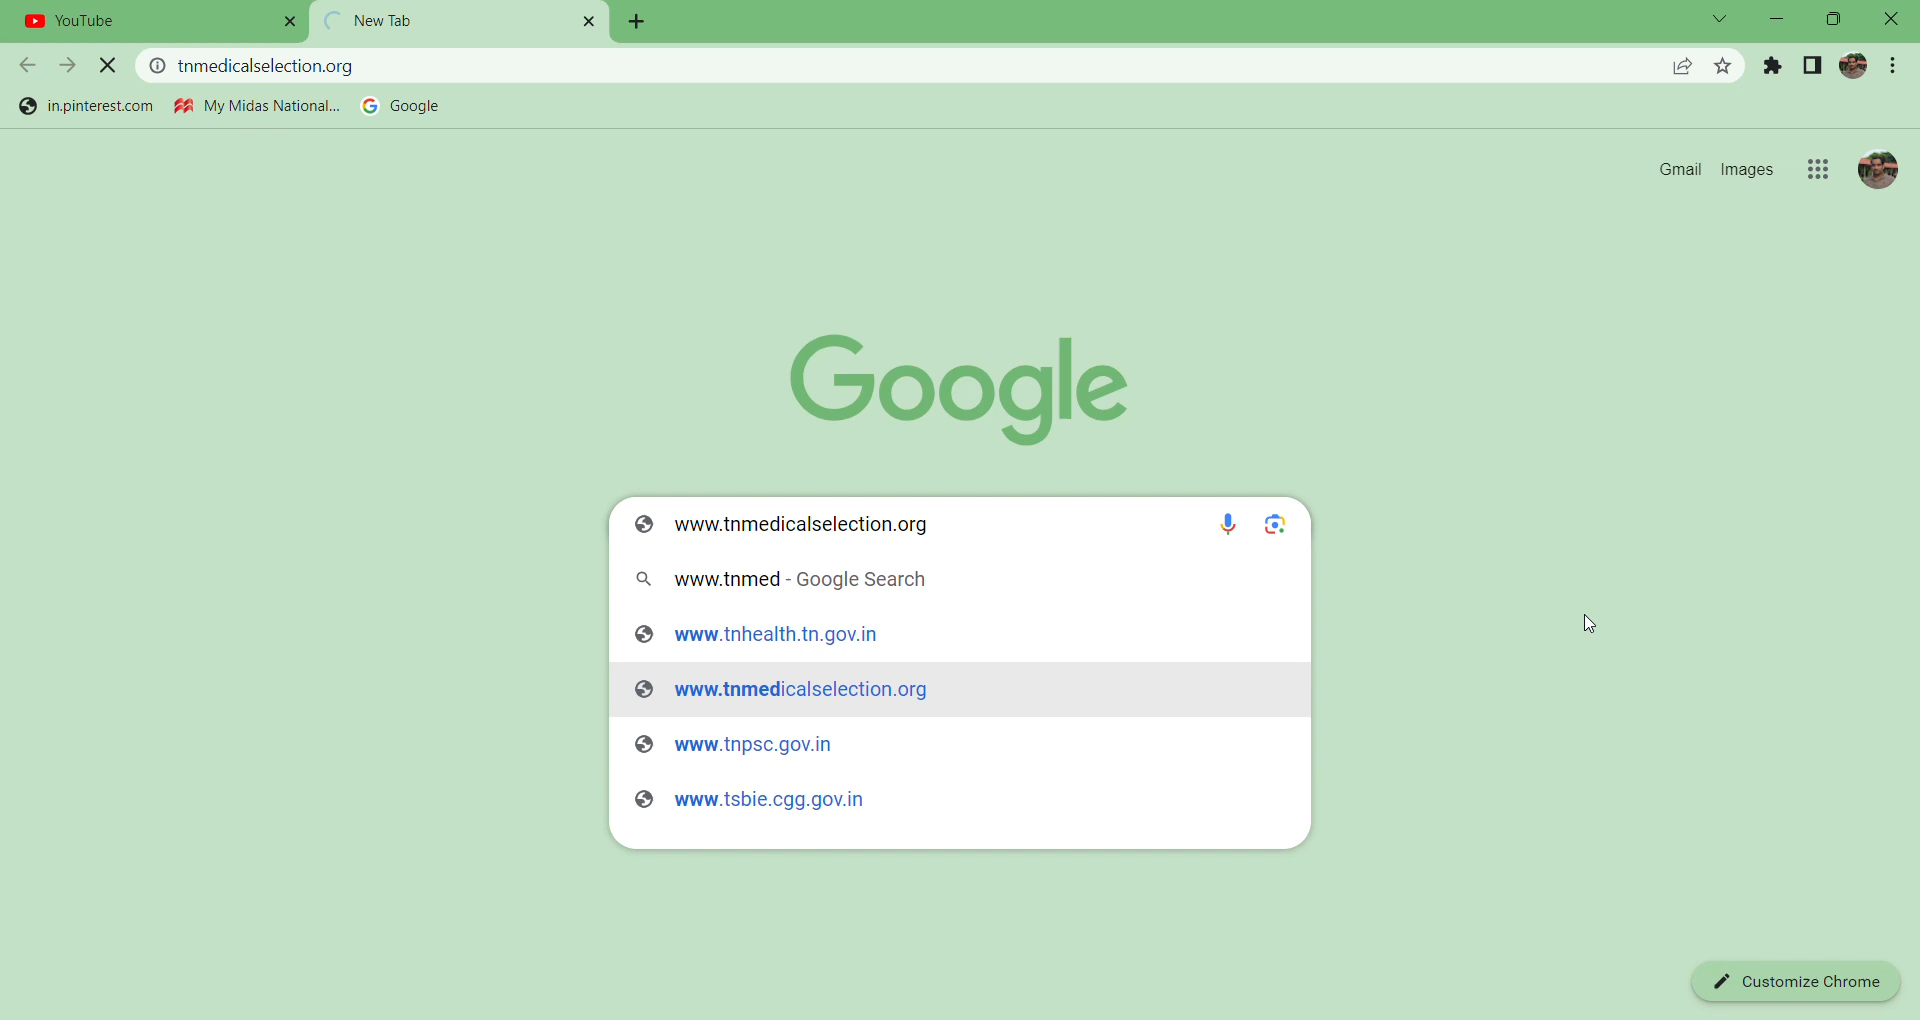 YouTube
New Tab
tnmedicalselection.org
in.pinterest.com
My Midas National...
Google
Gmail
Images
Google
www.tnmedicalselection.org
www.tnmed - Google Search
www.tnhealth.tn.gov.in
www.tnmedicalselection.org
www.tnpsc.gov.in
www.tsbie.cgg.gov.in
Customize Chrome